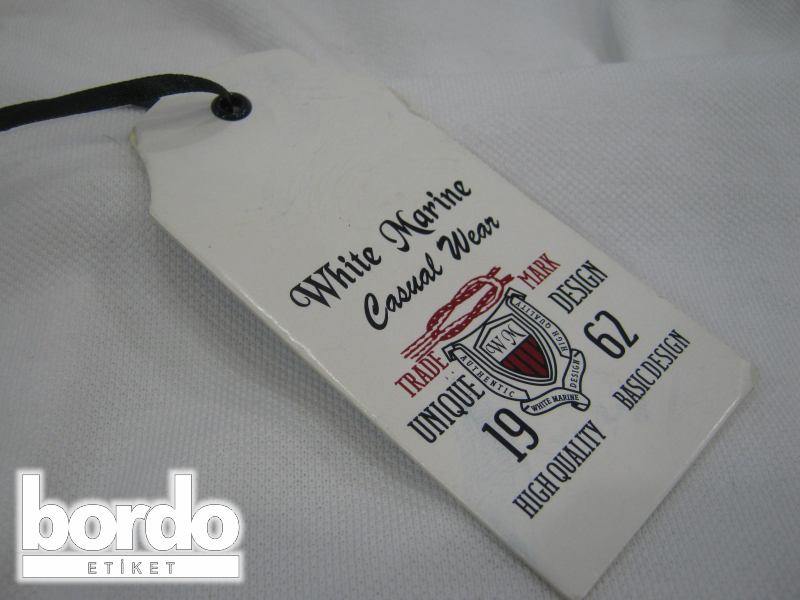 White Marine
Casual Wear
TRADE MARK
UNIQUE DESIGN
W M
HIGH QUALITY
AUTHENTIC
DESIGN
WHITE MARINE
19 62
HIGH QUALITY BASIC DESIGN
bordo
ETİKET